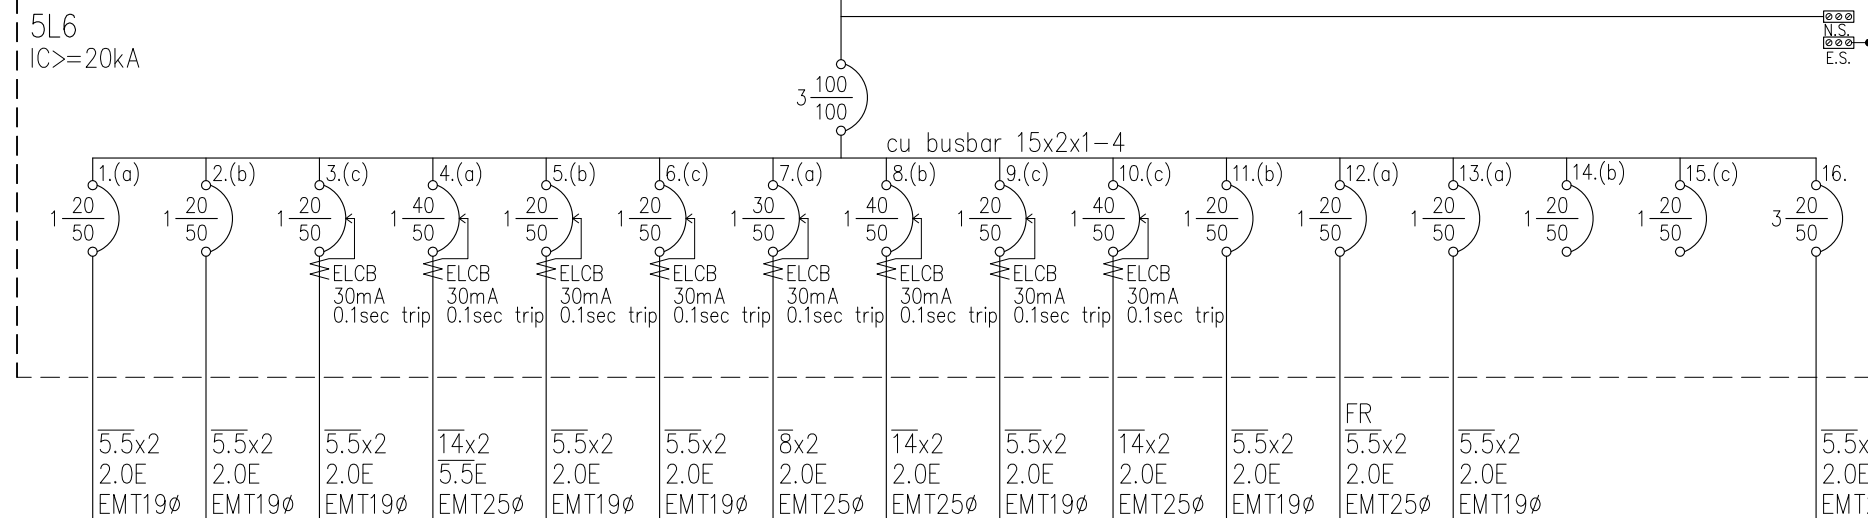 5L6
IC>=20kA
N.S.
E.S.
3 100
100
cu busbar 15x2x1-4
1.(a) 2.(b) 3.(c) 4.(a) 5.(b) 6.(c) 7.(a) 8.(b) 9.(c) 10.(c) 11.(b) 12.(a) 13.(a) 14.(b) 15.(c) 16.
1 20 1 20 1 20 1 40 1 20 1 20 1 30 1 40 1 20 1 40 1 20 1 20 1 20 1 20 1 20 3 20
50 50 50 50 50 50 50 50 50 50 50 50 50 50 50 50
ELCB ELCB ELCB ELCB ELCB ELCB ELCB ELCB
30mA 30mA 30mA 30mA 30mA 30mA 30mA 30mA
0.1sec trip 0.1sec trip 0.1sec trip 0.1sec trip 0.1sec trip 0.1sec trip 0.1sec trip 0.1sec trip
FR
5.5x2 5.5x2 5.5x2 14x2 5.5x2 5.5x2 8x2 14x2 5.5x2 14x2 5.5x2 5.5x2 5.5x2 5.5x
2.0E 2.0E 2.0E 5.5E 2.0E 2.0E 2.0E 2.0E 2.0E 2.0E 2.0E 2.0E 2.0E 2.0E
EMT19ø EMT19ø EMT19ø EMT25ø EMT19ø EMT19ø EMT25ø EMT25ø EMT19ø EMT25ø EMT19ø EMT25ø EMT19ø EMT